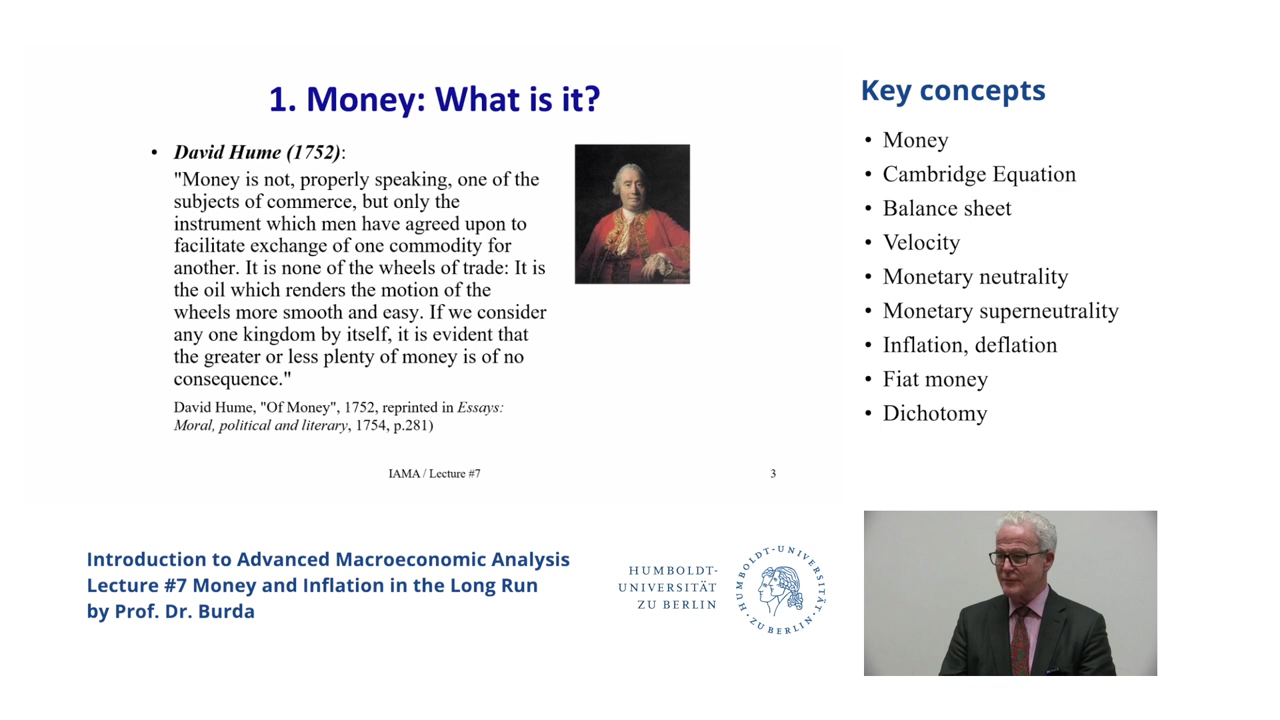 1. Money: What is it?
• David Hume (1752):
"Money is not, properly speaking, one of the
subjects of commerce, but only the
instrument which men have agreed upon to
facilitate exchange of one commodity for
another. It is none of the wheels of trade: It is
the oil which renders the motion of the
wheels more smooth and easy. If we consider
any one kingdom by itself, it is evident that
the greater or less plenty of money is of no
consequence."
David Hume, "Of Money", 1752, reprinted in Essays:
Moral, political and literary, 1754, p.281)
IAMA / Lecture #7
3
Key concepts
• Money
• Cambridge Equation
• Balance sheet
• Velocity
• Monetary neutrality
• Monetary superneutrality
• Inflation, deflation
• Fiat money
• Dichotomy
Introduction to Advanced Macroeconomic Analysis
Lecture #7 Money and Inflation in the Long Run
by Prof. Dr. Burda
HUMBOLDT-
UNIVERSITÄT
ZU BERLIN
HUMBOLDT-UNIVERSITÄT
ZU BERLIN